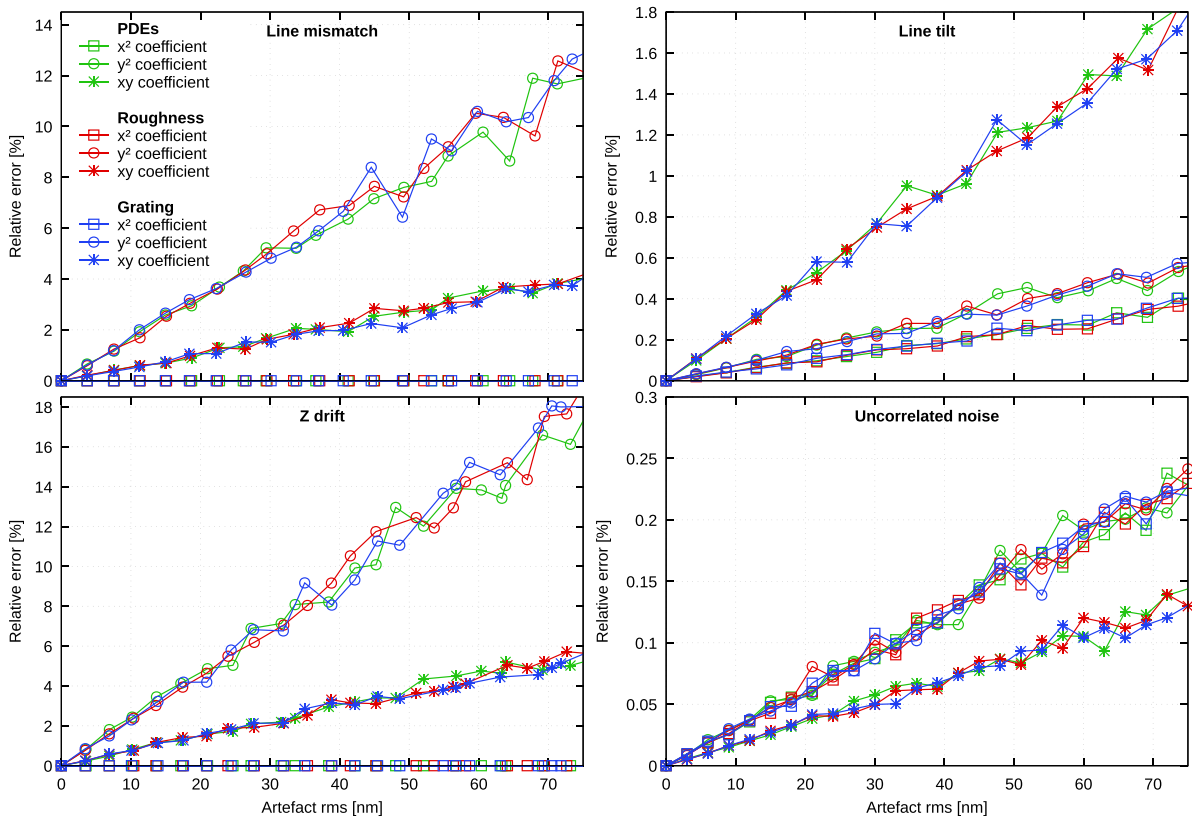 Line mismatch
PDEs
x² coefficient
y² coefficient
xy coefficient
Roughness
x² coefficient
y² coefficient
xy coefficient
Grating
x² coefficient
y² coefficient
xy coefficient
Relative error [%]
14
12
10
8
6
4
2
0
Line tilt
Relative error [%]
1.8
1.6
1.4
1.2
1
0.8
0.6
0.4
0.2
0
Z drift
Relative error [%]
18
16
14
12
10
8
6
4
2
0
0 10 20 30 40 50 60 70
Artefact rms [nm]
Uncorrelated noise
Relative error [%]
0.3
0.25
0.2
0.15
0.1
0.05
0
0 10 20 30 40 50 60 70
Artefact rms [nm]